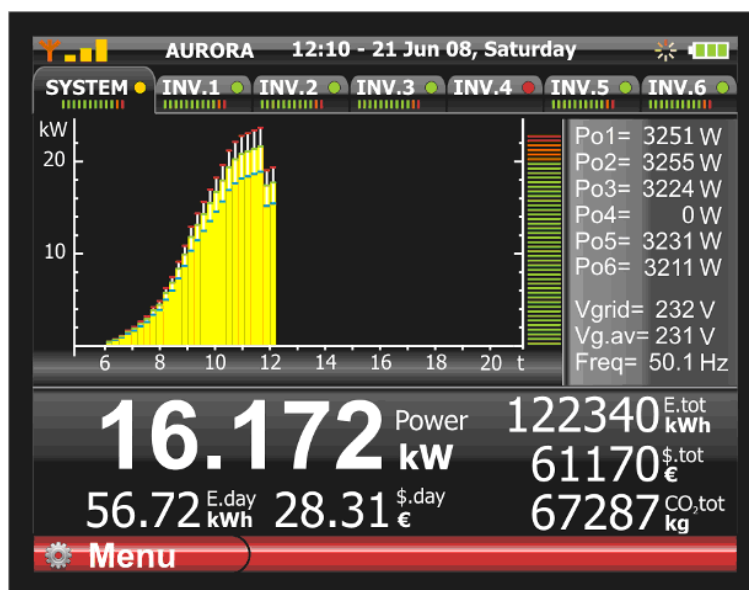 AURORA 12:10 - 21 Jun 08, Saturday
SYSTEM INV.1 INV.2 INV.3 INV.4 INV.5 INV.6
kW
20
10
6 8 10 12 14 16 18 20 t
Po1= 3251 W
Po2= 3255 W
Po3= 3224 W
Po4= 0 W
Po5= 3231 W
Po6= 3211 W
Vgrid= 232 V
Vg.av= 231 V
Freq= 50.1 Hz
16.172 Power kW
122340 E.tot kWh
61170 $.tot €
56.72 E.day kWh 28.31 $.day €
67287 CO₂tot kg
Menu